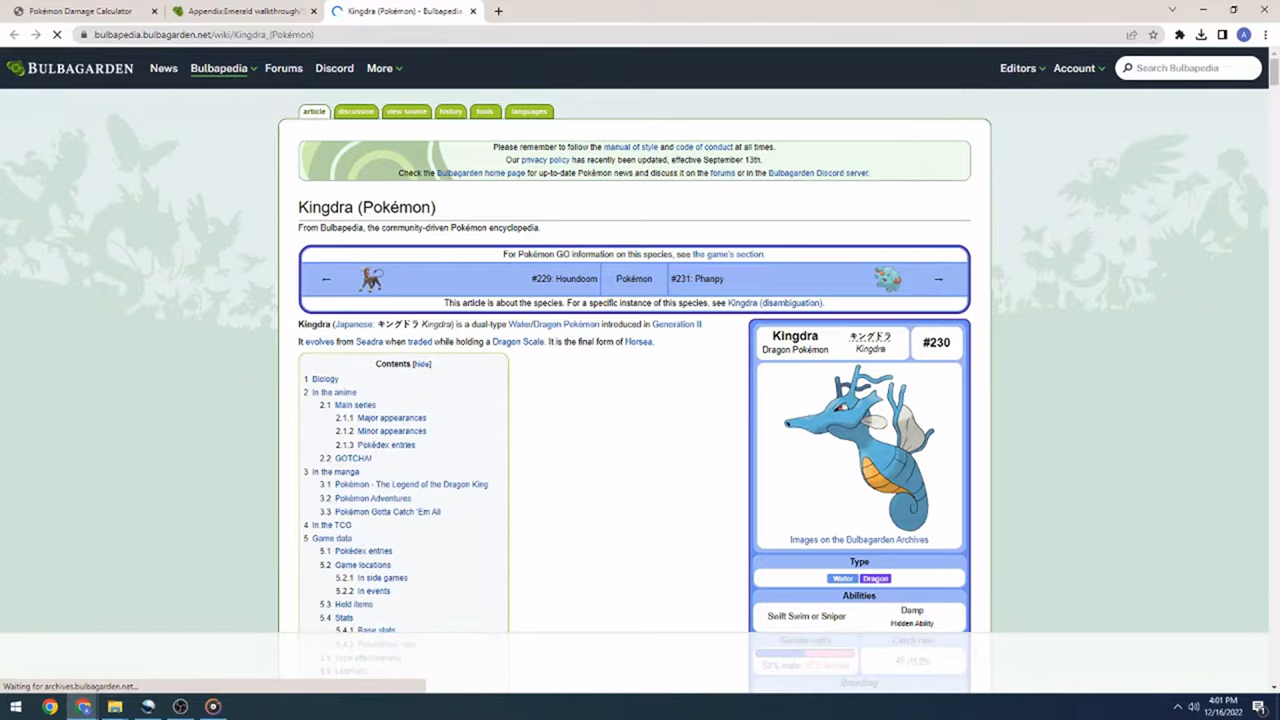 Pokémon Damage Calculator
Appendix:Emerald walkthrough/
Kingdra (Pokémon) - Bulbapedia,
bulbapedia.bulbagarden.net/wiki/Kingdra_(Pokémon)
A
BULBAGARDEN News Bulbapedia Forums Discord More Editors Account Search Bulbapedia
article discussion view source history tools languages
Please remember to follow the manual of style and code of conduct at all times.
Our privacy policy has recently been updated, effective September 13th.
Check the Bulbagarden home page for up-to-date Pokémon news and discuss it on the forums or in the Bulbagarden Discord server.
Kingdra (Pokémon)
From Bulbapedia, the community-driven Pokémon encyclopedia.
For Pokémon GO information on this species, see the game's section.
← #229: Houndoom Pokémon #231: Phanpy →
This article is about the species. For a specific instance of this species, see Kingdra (disambiguation).
Kingdra (Japanese: キングドラ Kingdra) is a dual-type Water/Dragon Pokémon introduced in Generation II
It evolves from Seadra when traded while holding a Dragon Scale. It is the final form of Horsea.
Contents [hide]
1 Biology
2 In the anime
2.1 Main series
2.1.1 Major appearances
2.1.2 Minor appearances
2.1.3 Pokédex entries
2.2 GOTCHA!
3 In the manga
3.1 Pokémon - The Legend of the Dragon King
3.2 Pokémon Adventures
3.3 Pokémon Gotta Catch 'Em All
4 In the TCG
5 Game data
5.1 Pokédex entries
5.2 Game locations
5.2.1 In side games
5.2.2 In events
5.3 Held items
5.4 Stats
5.4.1 Base stats
Kingdra
Dragon Pokémon
キングドラ
Kingdra
#230
Images on the Bulbagarden Archives
Type
Water Dragon
Abilities
Swift Swim or Sniper
Damp
Hidden Ability
Catch rate
Breeding
Waiting for archives.bulbagarden.net...
4:01 PM
12/16/2022
1